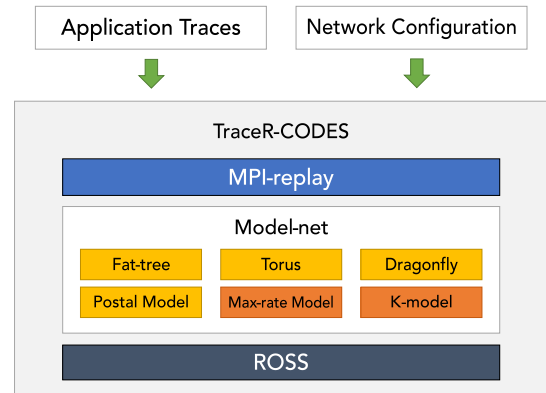 Application Traces
Network Configuration
TraceR-CODES
MPI-replay
Model-net
Fat-tree
Torus
Dragonfly
Postal Model
Max-rate Model
K-model
ROSS